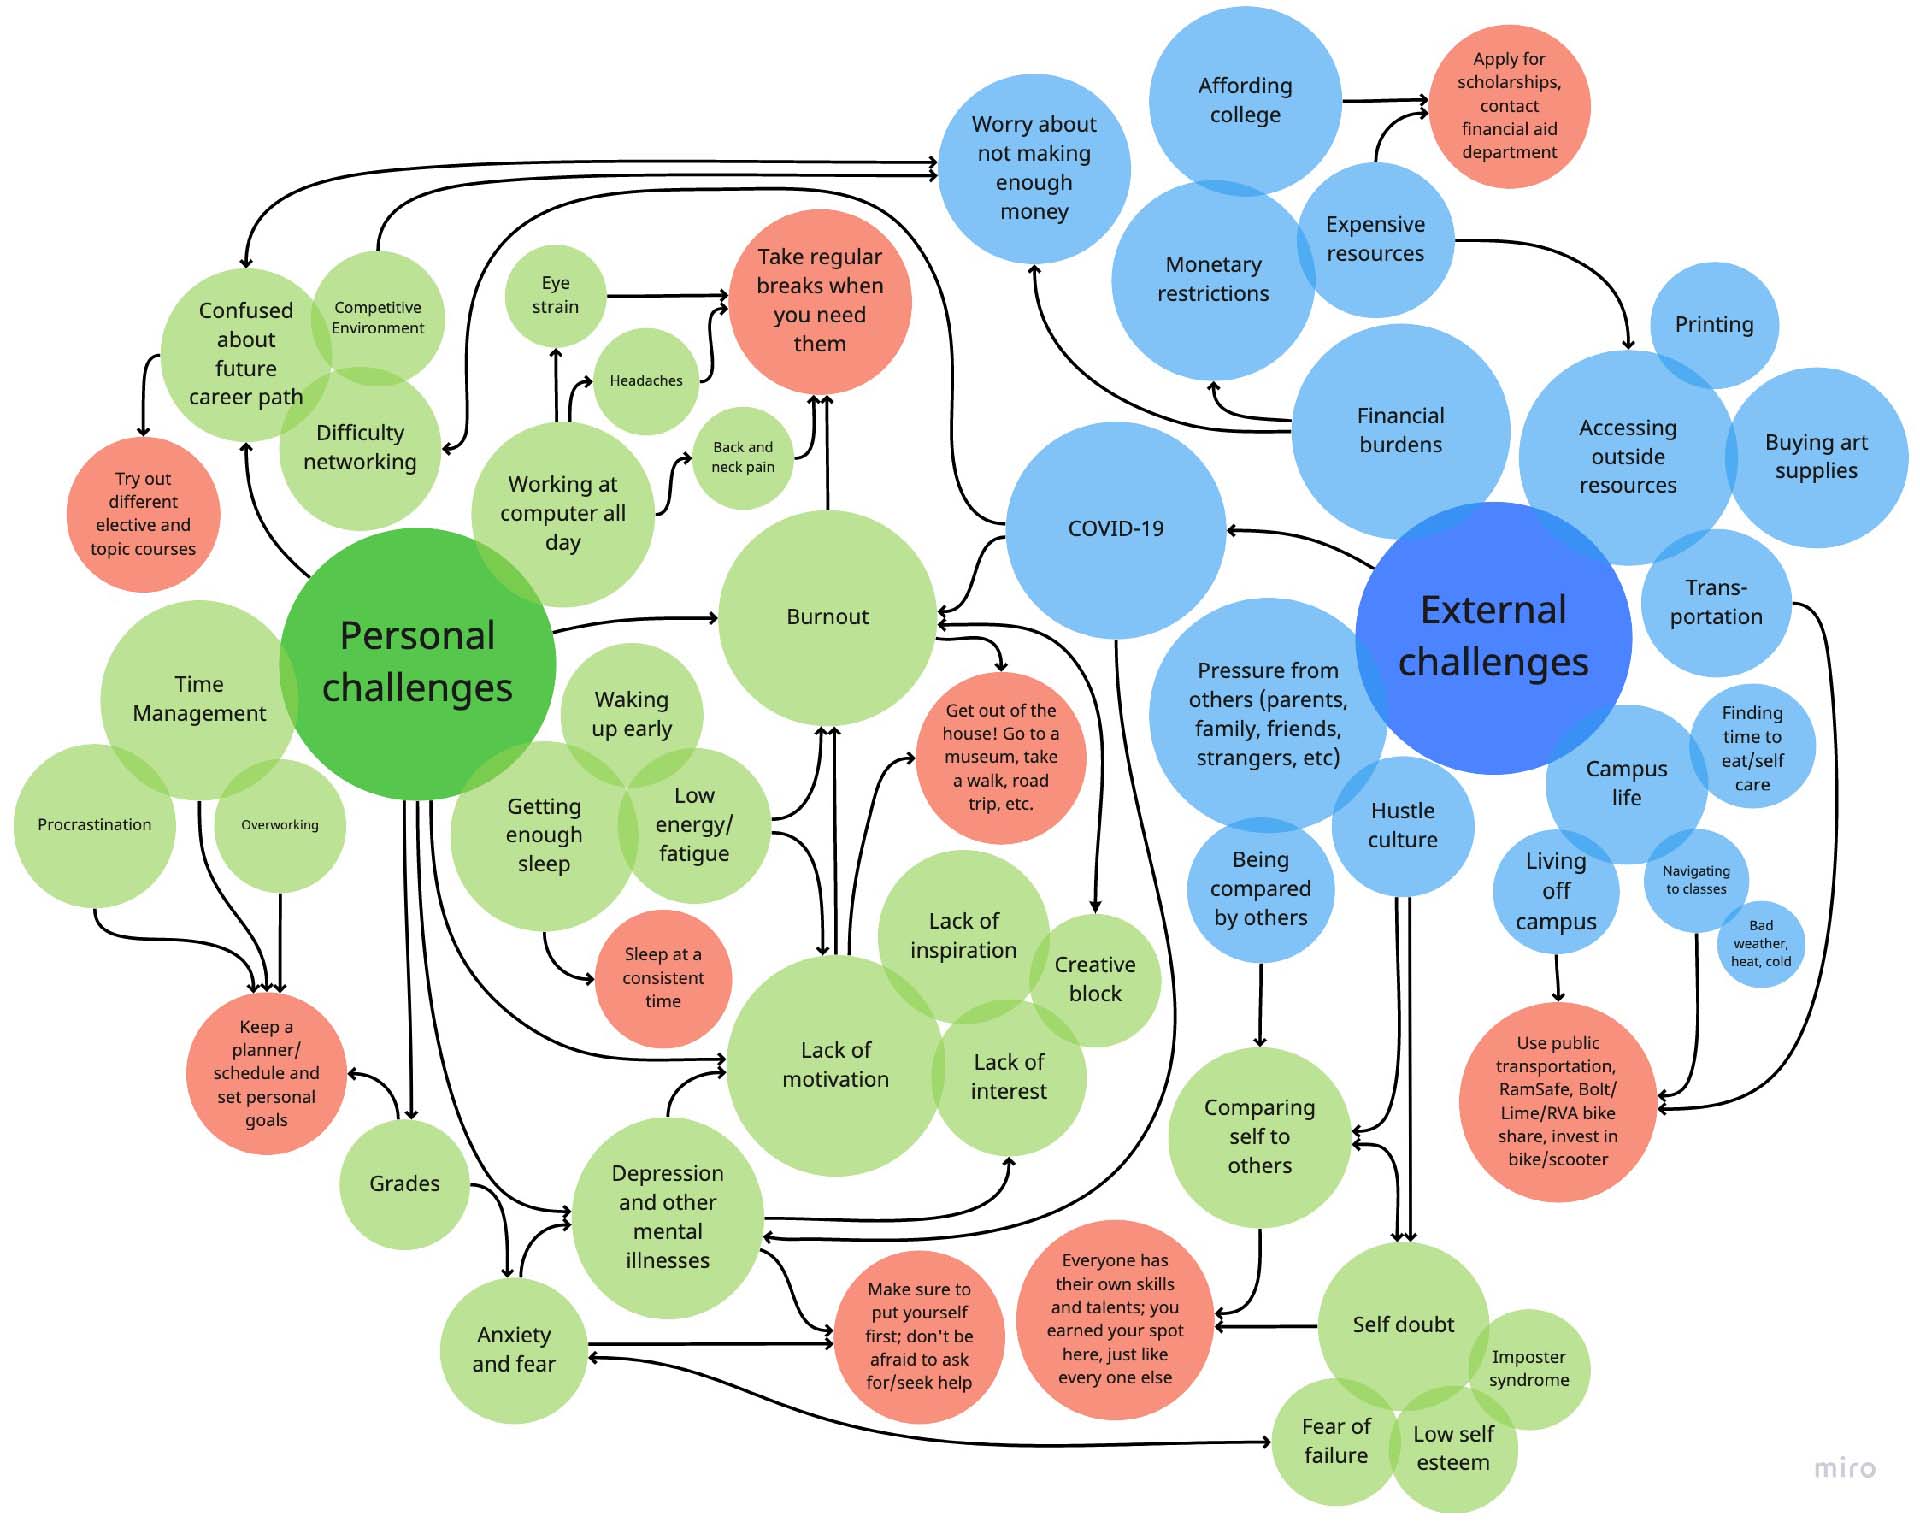 Affording
college
Apply for
scholarships,
contact
financial aid
department
Worry about
not making
enough
money
Expensive
resources
Monetary
restrictions
Take regular
breaks when
you need
them
Eye
strain
Confused
about
future
career path
Competitive
Environment
Printing
Headaches
Financial
burdens
Accessing
outside
resources
Buying art
supplies
Difficulty
networking
Back and
neck pain
Try out
different
elective and
topic courses
Working at
computer all
day
COVID-19
Trans-
portation
Burnout
External
challenges
Personal
challenges
Time
Management
Waking
up early
Pressure from
others (parents,
family, friends,
strangers, etc)
Finding
time to
eat/self
care
Get out of the
house! Go to a
museum, take
a walk, road
trip, etc.
Campus
life
Procrastination
Overworking
Getting
enough
sleep
Low
energy/
fatigue
Hustle
culture
Being
compared
by others
Living
off
campus
Navigating
to classes
Bad
weather,
heat, cold
Lack of
inspiration
Creative
block
Sleep at a
consistent
time
Keep a
planner/
schedule and
set personal
goals
Lack of
motivation
Lack of
interest
Comparing
self to
others
Use public
transportation,
RamSafe, Bolt/
Lime/RVA bike
share, invest in
bike/scooter
Grades
Depression
and other
mental
illnesses
Anxiety
and fear
Make sure to
put yourself
first; don't be
afraid to ask
for/seek help
Everyone has
their own skills
and talents; you
earned your spot
here, just like
every one else
Self doubt
Imposter
syndrome
Fear of
failure
Low self
esteem
miro